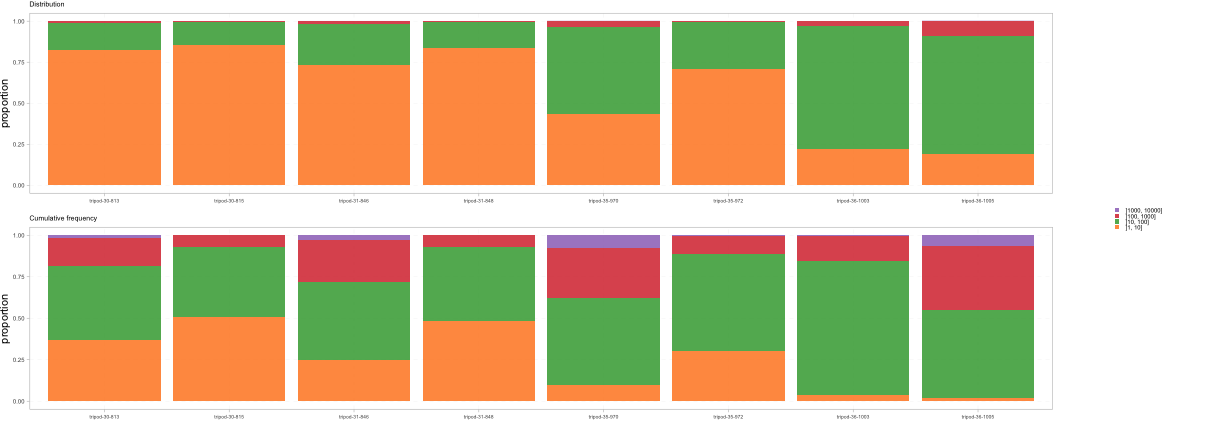 Distribution
1.00
0.75
0.50
0.25
0.00
proportion
tripod-30-813 tripod-30-815 tripod-31-846 tripod-31-848 tripod-35-970 tripod-35-972 tripod-36-1003 tripod-36-1005
Cumulative frequency
1.00
0.75
0.50
0.25
0.00
proportion
tripod-30-813 tripod-30-815 tripod-31-846 tripod-31-848 tripod-35-970 tripod-35-972 tripod-36-1003 tripod-36-1005
]1000, 10000]
]100, 1000]
]10, 100]
]1, 10]